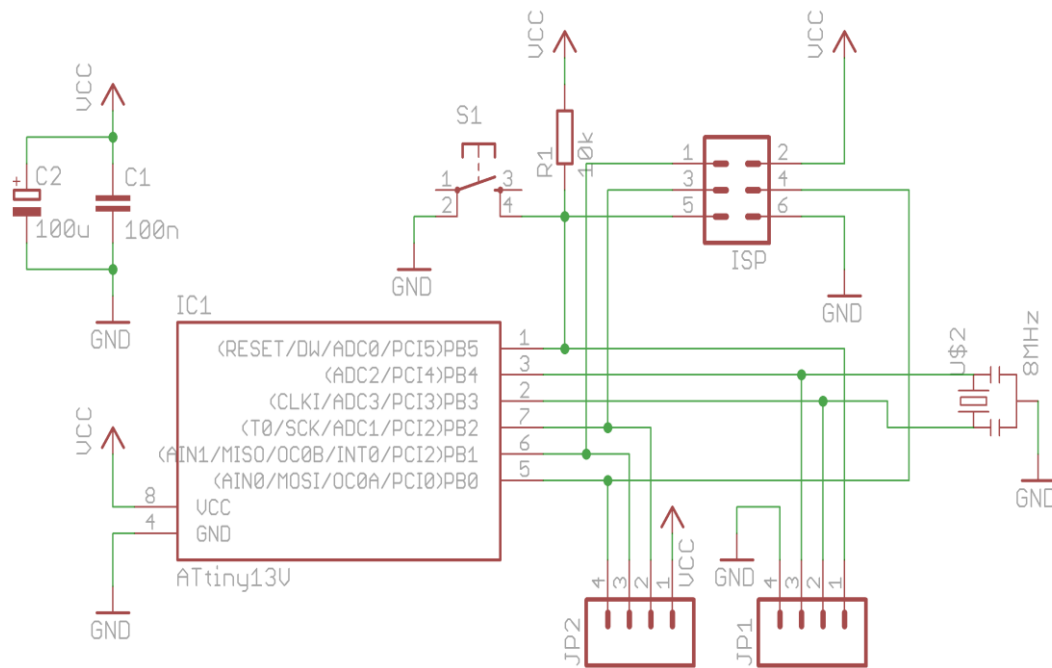 VCC
VCC
VCC
S1
R1
10k
1
2
3
4
5
6
ISP
1
3
2
4
C2
C1
100u
100n
GND
GND
GND
IC1
(RESET/DW/ADC0/PCI5)PB5
1
(ADC2/PCI4)PB4
3
(CLKI/ADC3/PCI3)PB3
2
(T0/SCK/ADC1/PCI2)PB2
7
(AIN1/MISO/OC0B/INT0/PCI2)PB1
6
(AIN0/MOSI/OC0A/PCI0)PB0
5
U$2
8MHz
GND
VCC
8
VCC
4
GND
ATtiny13V
GND
VCC
GND
4
3
2
1
JP2
4
3
2
1
JP1